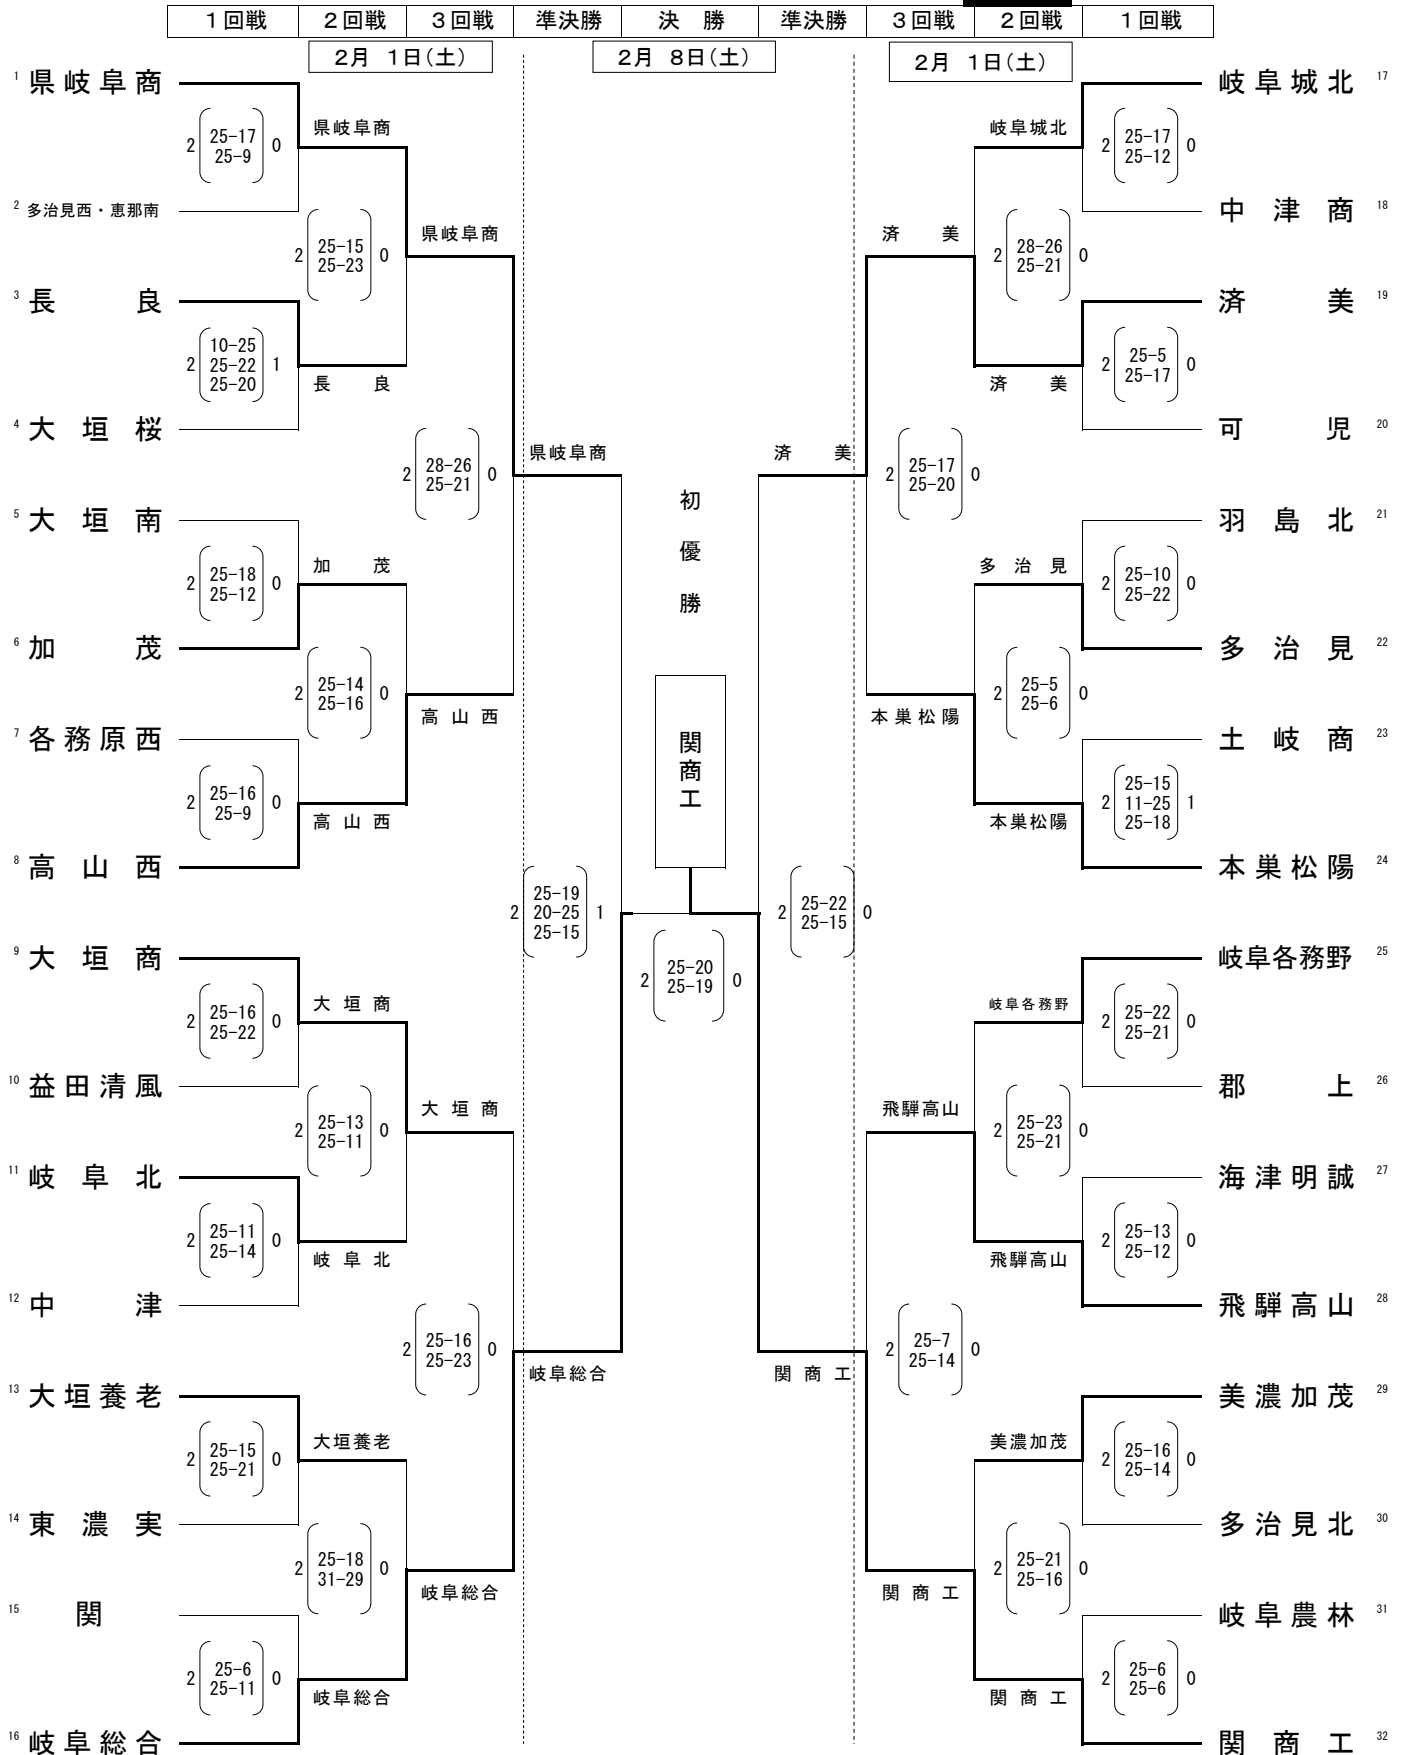 １回戦 ２回戦 ３回戦 準決勝 決　勝 準決勝 ３回戦 ２回戦 １回戦
２月　１日（土） ２月　８日（土） ２月　１日（土）
1 県岐阜商
2 25-17 0
25-9
県岐阜商
2 多治見西・恵那南
2 25-15 0
25-23
県岐阜商
3 長良
2 10-25 1
25-22
25-20
長良
4 大垣桜
2 28-26 0
25-21
県岐阜商
5 大垣南
2 25-18 0
25-12
加茂
6 加茂
2 25-14 0
25-16
高山西
7 各務原西
2 25-16 0
25-9
高山西
8 高山西
2 25-19 1
20-25
25-15
9 大垣商
2 25-16 0
25-22
大垣商
10 益田清風
2 25-13 0
25-11
大垣商
11 岐阜北
2 25-11 0
25-14
岐阜北
12 中津
2 25-16 0
25-23
岐阜総合
13 大垣養老
2 25-15 0
25-21
大垣養老
14 東濃実
2 25-18 0
31-29
岐阜総合
15 関
2 25-6 0
25-11
岐阜総合
16 岐阜総合
初優勝
関商工
2 25-20 0
25-19
岐阜城北 17
2 25-17 0
25-12
岐阜城北
中津商 18
2 28-26 0
25-21
済美
済美 19
2 25-5 0
25-17
済美
可児 20
2 25-17 0
25-20
済美
羽島北 21
2 25-10 0
25-22
多治見
多治見 22
2 25-5 0
25-6
本巣松陽
土岐商 23
2 25-15 1
11-25
25-18
本巣松陽
本巣松陽 24
2 25-22 0
25-15
岐阜各務野 25
2 25-22 0
25-21
岐阜各務野
郡上 26
2 25-23 0
25-21
飛騨高山
海津明誠 27
2 25-13 0
25-12
飛騨高山
飛騨高山 28
2 25-7 0
25-14
関商工
美濃加茂 29
2 25-16 0
25-14
美濃加茂
多治見北 30
2 25-21 0
25-16
関商工
岐阜農林 31
2 25-6 0
25-6
関商工
関商工 32